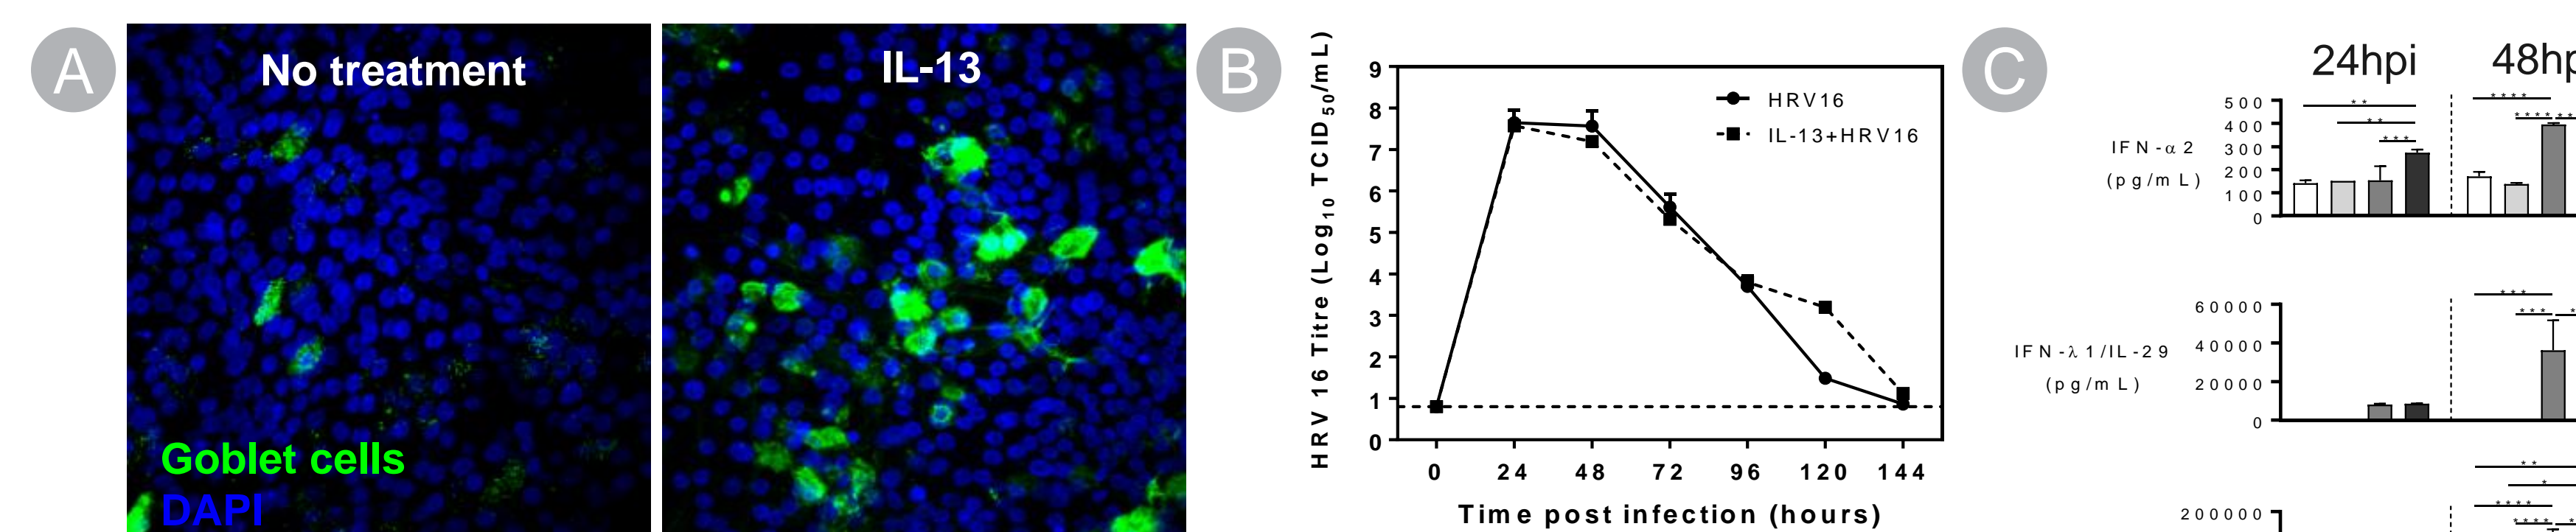 A
No treatment
IL-13
Goblet cells
DAPI
B
HRV 16 Titre (Log10 TCID50/mL)
9
8
7
6
5
4
3
2
1
0
HRV16
IL-13+HRV16
0 24 48 72 96 120 144
Time post infection (hours)
C
24hpi 48hp
IFN-α2
(pg/mL)
500
400
300
200
100
0
** 
**
***
****
****
IFN-λ1/IL-29
(pg/mL)
60000
40000
20000
0
***
***
200000
**
*
****
****